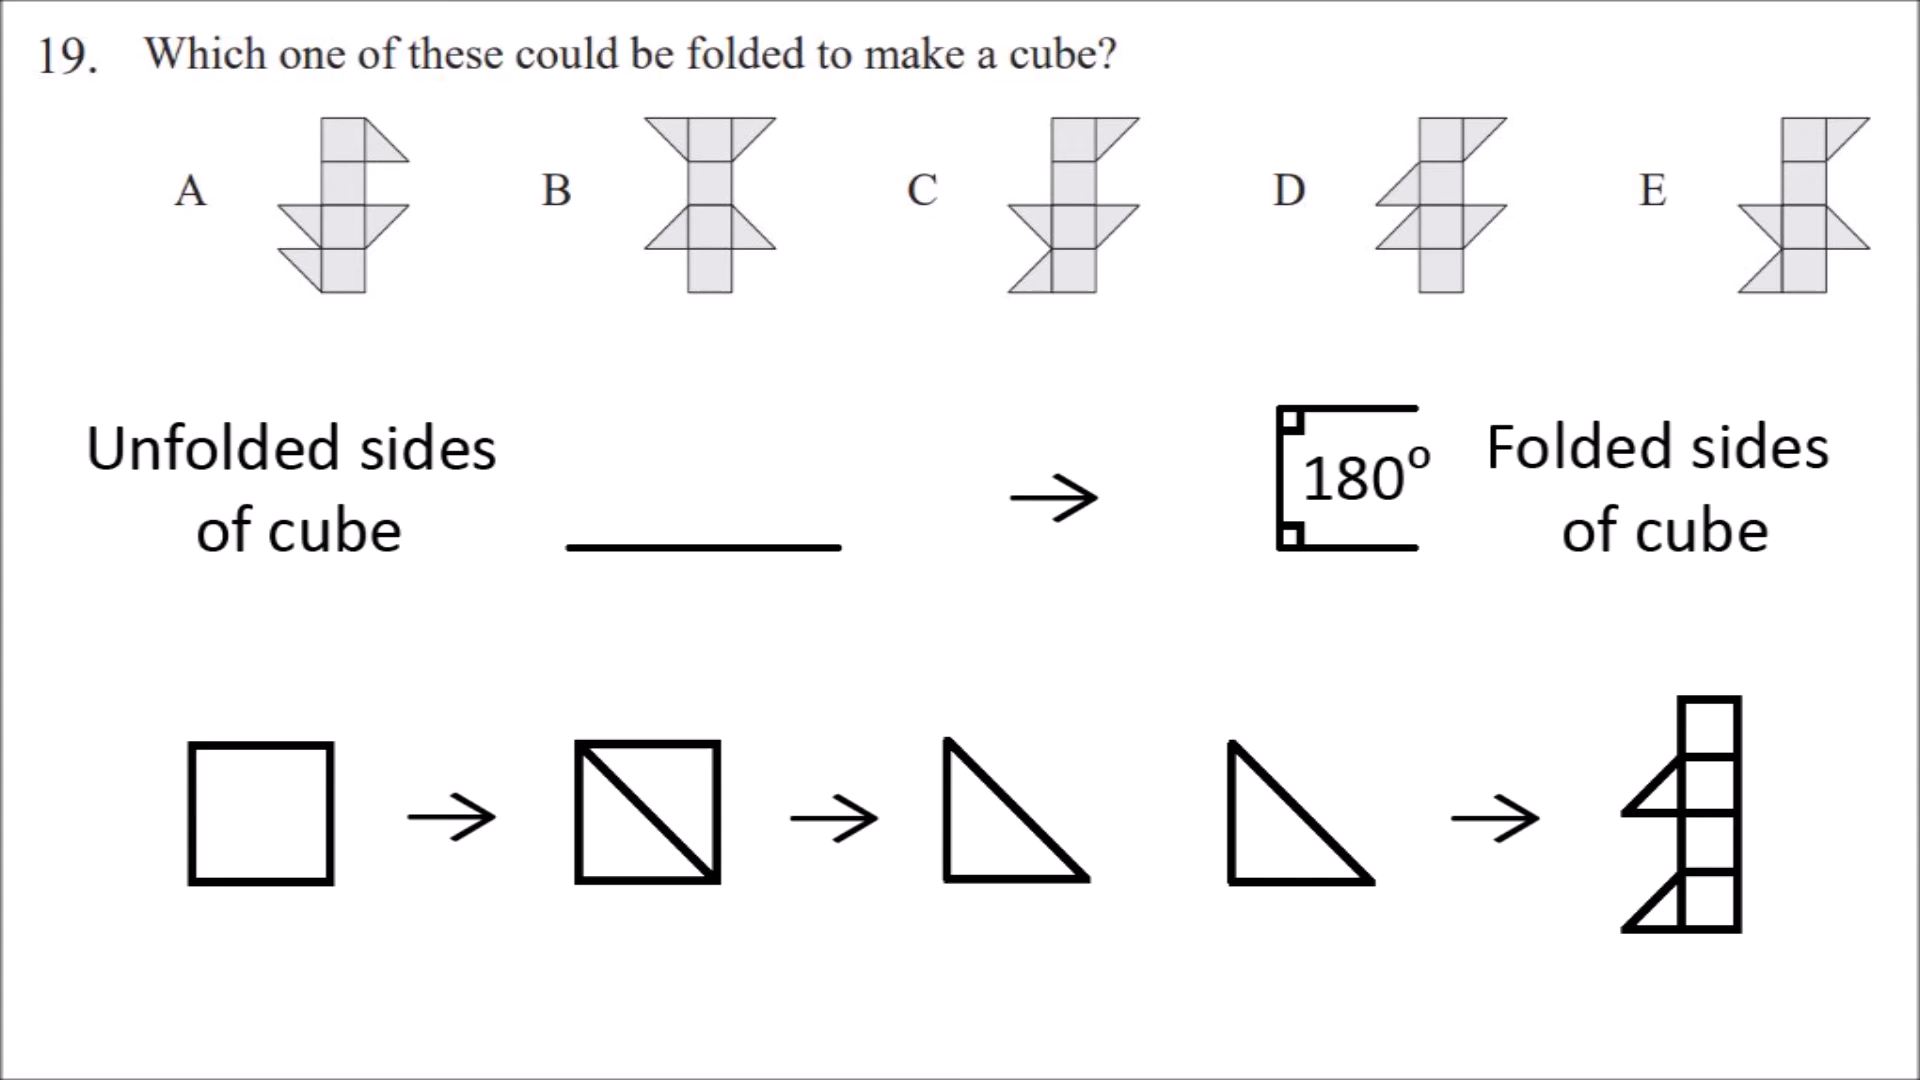 19. Which one of these could be folded to make a cube?
A B C D E
Unfolded sides
of cube
180°
Folded sides
of cube